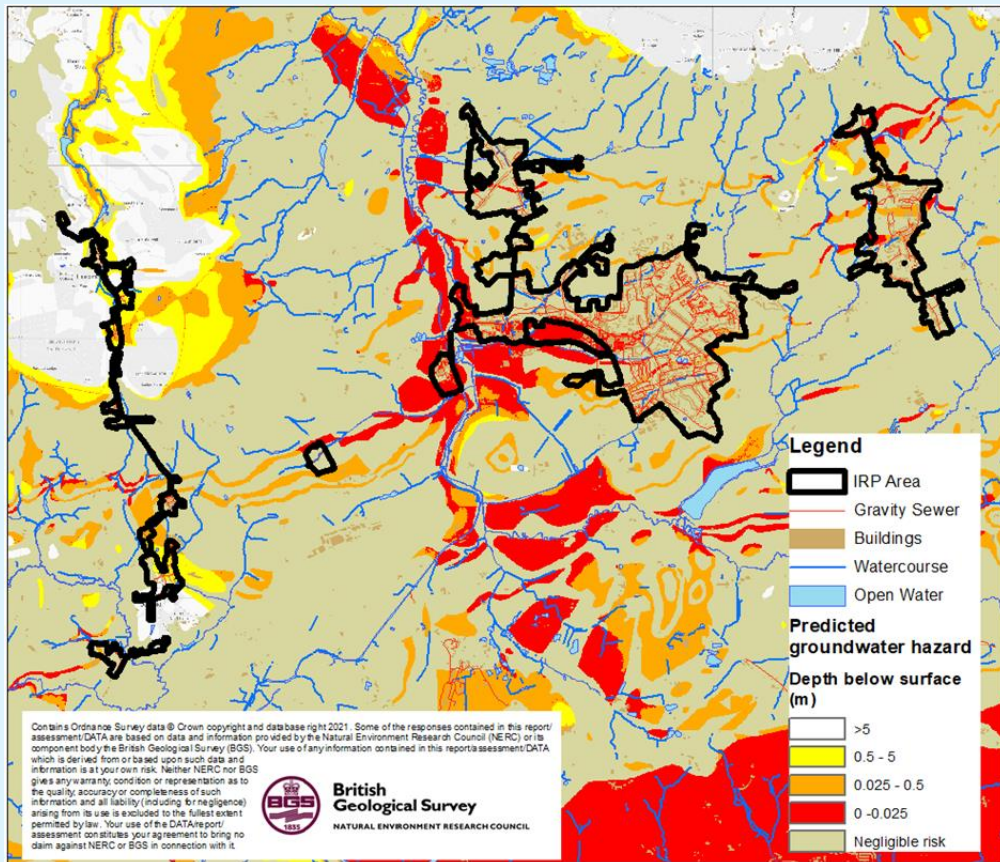 Legend
IRP Area
Gravity Sewer
Buildings
Watercourse
Open Water
Predicted
groundwater hazard
Depth below surface
(m)
>5
0.5 - 5
0.025 - 0.5
0 -0.025
Negligible risk
Contains Ordnance Survey data © Crown copyright and database right 2021. Some of the responses contained in this report/
assessment/DATA are based on data and information provided by the Natural Environment Research Council (NERC) or its
component body the British Geological Survey (BGS). Your use of any information contained in this report/assessment/DATA
which is derived from or based upon such data and
information is at your own risk. Neither NERC nor BGS
gives any warranty, condition or representation as to
the quality, accuracy or completeness of such
information and all liability (including for negligence)
arising from its use is excluded to the fullest extent
permitted by law. Your use of the DATA/report/
assessment constitutes your agreement to bring no
claim against NERC or BGS in connection with it.
BGS
1835
British
Geological Survey
NATURAL ENVIRONMENT RESEARCH COUNCIL